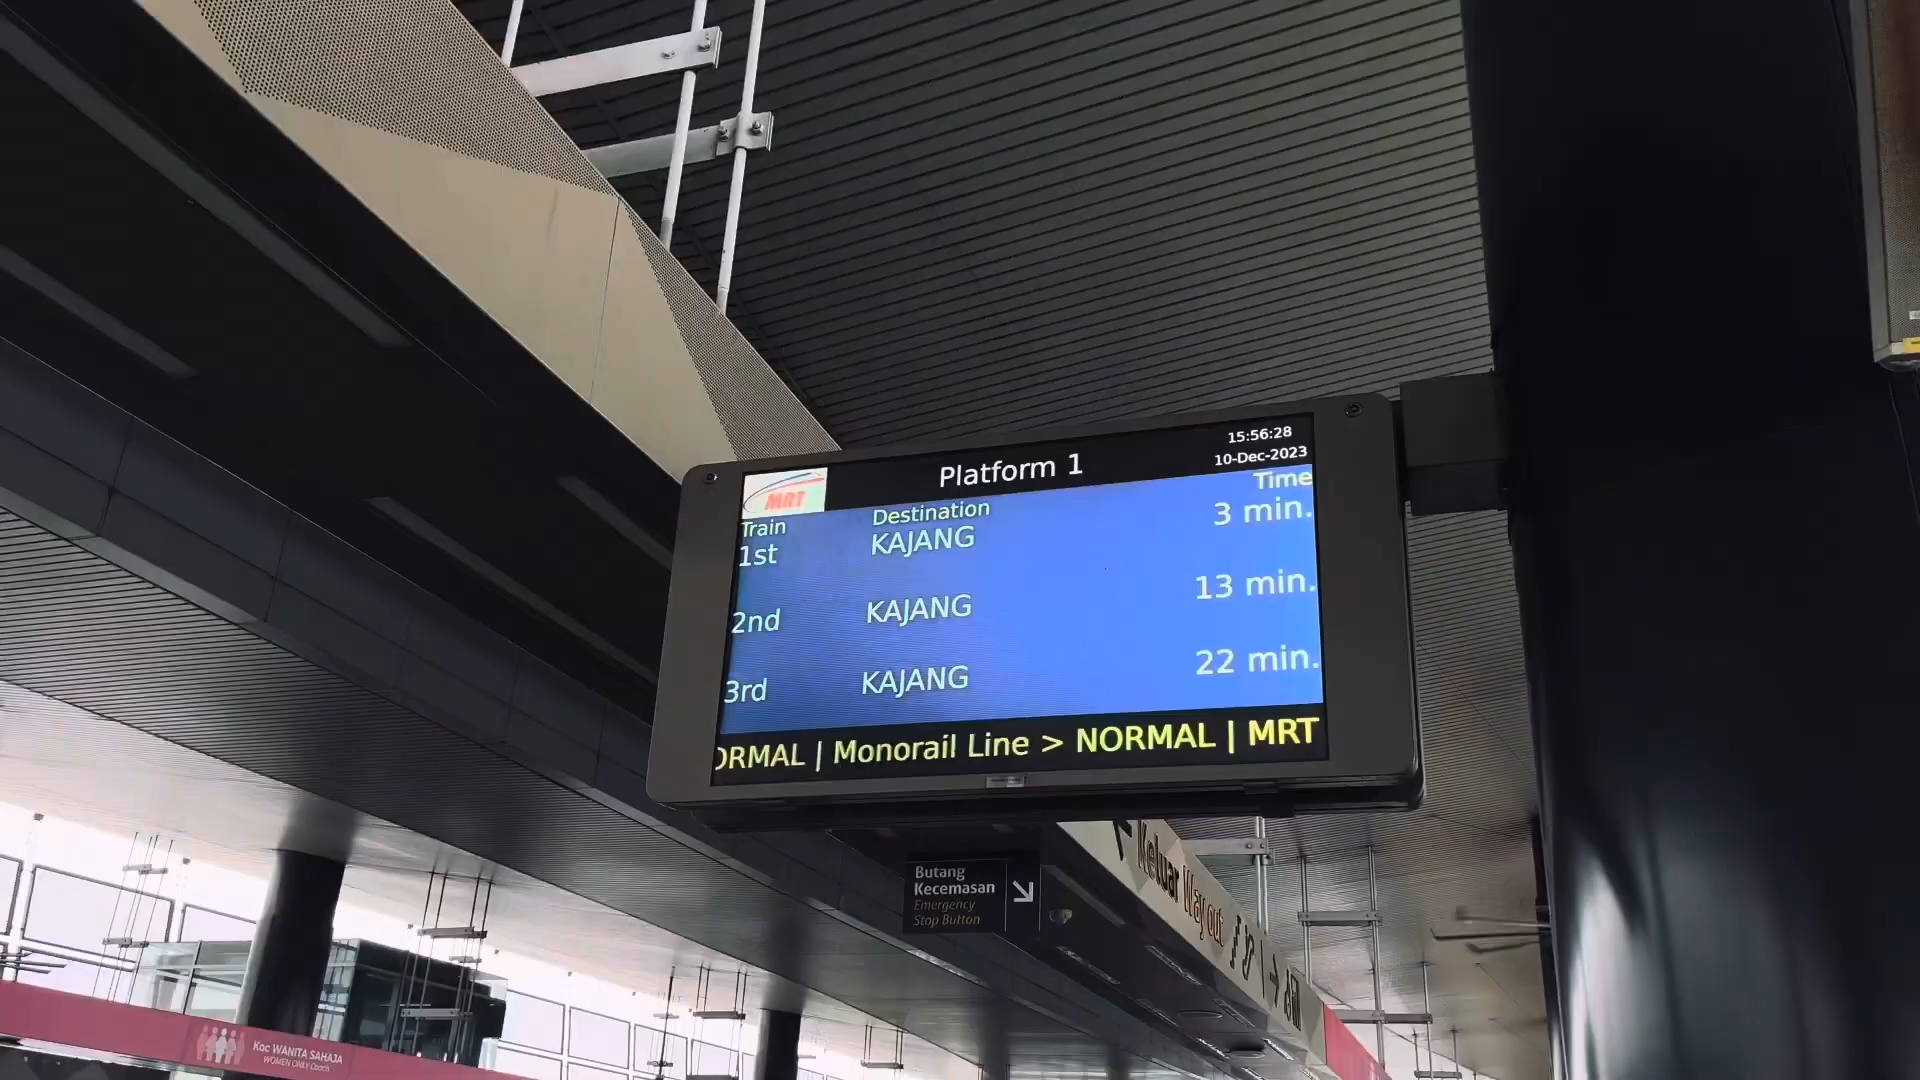 15:56:28
Platform 1
10-Dec-2023
MRT
Train Destination Time
1st KAJANG 3 min.
2nd KAJANG 13 min.
3rd KAJANG 22 min.
ORMAL | Monorail Line > NORMAL | MRT
Butang
Kecemasan
Emergency
Stop Button
Keluar Way out
Koc WANITA SAHAJA
WOMEN ONLY Coach